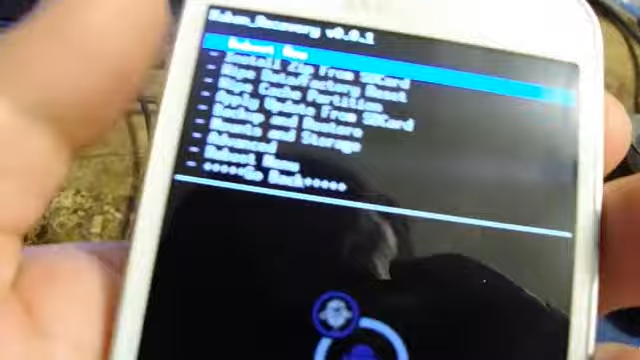 Recovery v0.0.1
Reboot Now
- Install Zip From SDCard
- Wipe Data/Factory Reset
- Wipe Cache Partition
- Apply Update From SDCard
- Backup and Restore
- Mounts and Storage
- Advanced
- Reboot Menu
- *****Go Back*****